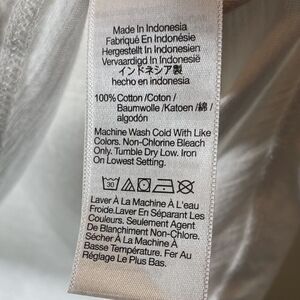 Made In Indonesia
Fabriqué En Indonésie
Hergestellt In Indonesien
Vervaardigd In Indonesië
インドネシア製
hecho en indonesia
100% Cotton /Coton /
Baumwolle /Katoen /綿 /
algodón
Machine Wash Cold With Like
Colors. Non-Chlorine Bleach
Only. Tumble Dry Low. Iron
On Lowest Setting.
30
Laver À La Machine À L'eau
Froide.Laver En Séparant Les
Couleurs. Seulement Agent
De Blanchiment Non-Chlore.
Sécher À La Machine À
Basse Température. Fer Au
Réglage Le Plus Bas.